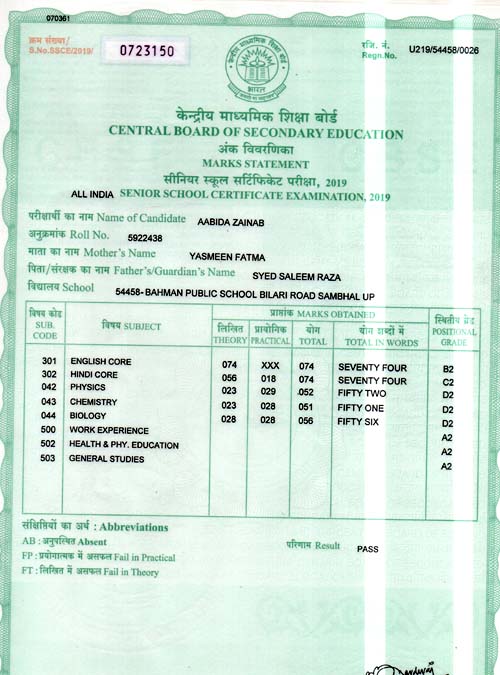 070361
क्रम संख्या/
S.No.SSCE/2019/ 0723150
रजि. नं.
Regn.No. U219/54458/0026
भारत
केन्द्रीय माध्यमिक शिक्षा बोर्ड
CENTRAL BOARD OF SECONDARY EDUCATION
अंक विवरणिका
MARKS STATEMENT
सीनियर स्कूल सर्टिफिकेट परीक्षा, 2019
ALL INDIA SENIOR SCHOOL CERTIFICATE EXAMINATION, 2019
परीक्षार्थी का नाम Name of Candidate AABIDA ZAINAB
अनुक्रमांक Roll No. 5922438
माता का नाम Mother's Name YASMEEN FATMA
पिता/संरक्षक का नाम Father's/Guardian's Name SYED SALEEM RAZA
विद्यालय School 54458-BAHMAN PUBLIC SCHOOL BILARI ROAD SAMBHAL UP
विषय कोड SUB. CODE विषय SUBJECT प्राप्तांक MARKS OBTAINED स्थितीय ग्रेड POSITIONAL GRADE
लिखित THEORY प्रायोगिक PRACTICAL योग TOTAL योग शब्दों में TOTAL IN WORDS
301 ENGLISH CORE 074 XXX 074 SEVENTY FOUR B2
302 HINDI CORE 056 018 074 SEVENTY FOUR C2
042 PHYSICS 023 029 052 FIFTY TWO D2
043 CHEMISTRY 023 028 051 FIFTY ONE D2
044 BIOLOGY 028 028 056 FIFTY SIX D2
500 WORK EXPERIENCE A2
502 HEALTH & PHY. EDUCATION A2
503 GENERAL STUDIES A2
संक्षिप्तियों का अर्थ : Abbreviations
AB : अनुपस्थित Absent
परिणाम Result PASS
FP : प्रयोगात्मक में असफल Fail in Practical
FT : लिखित में असफल Fail in Theory